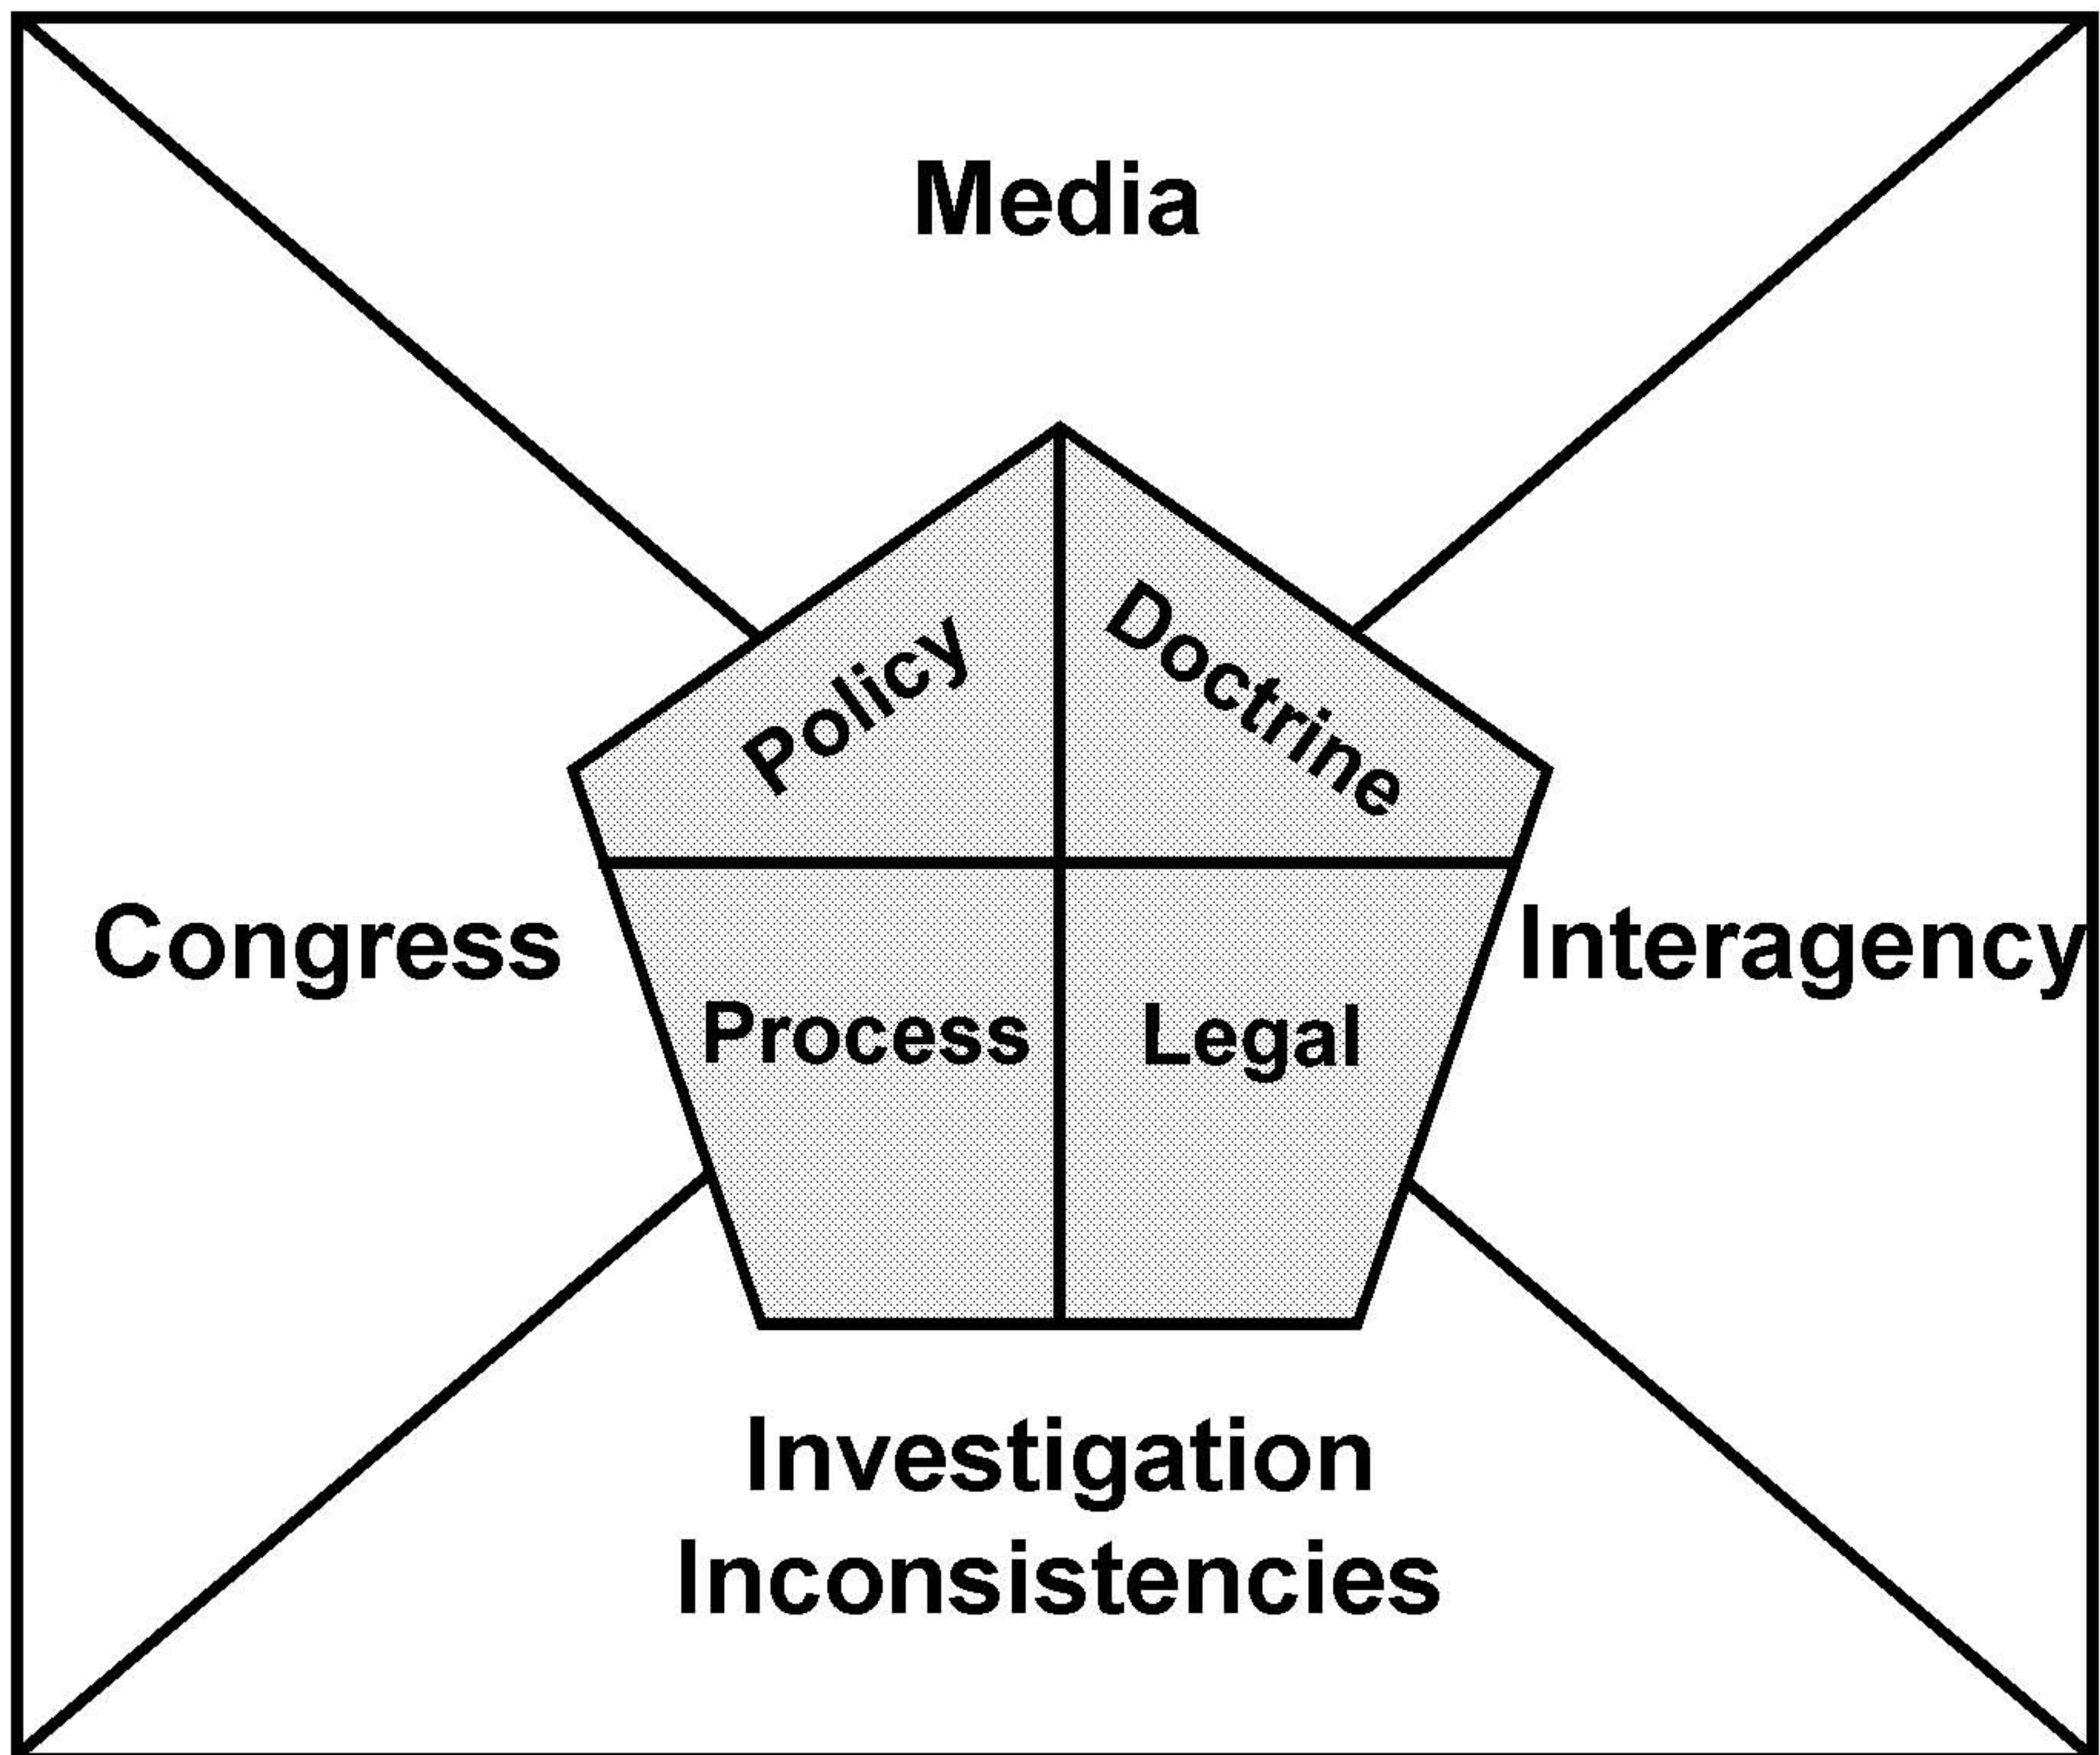 Media
Policy
Doctrine
Congress
Interagency
Process
Legal
Investigation
Inconsistencies